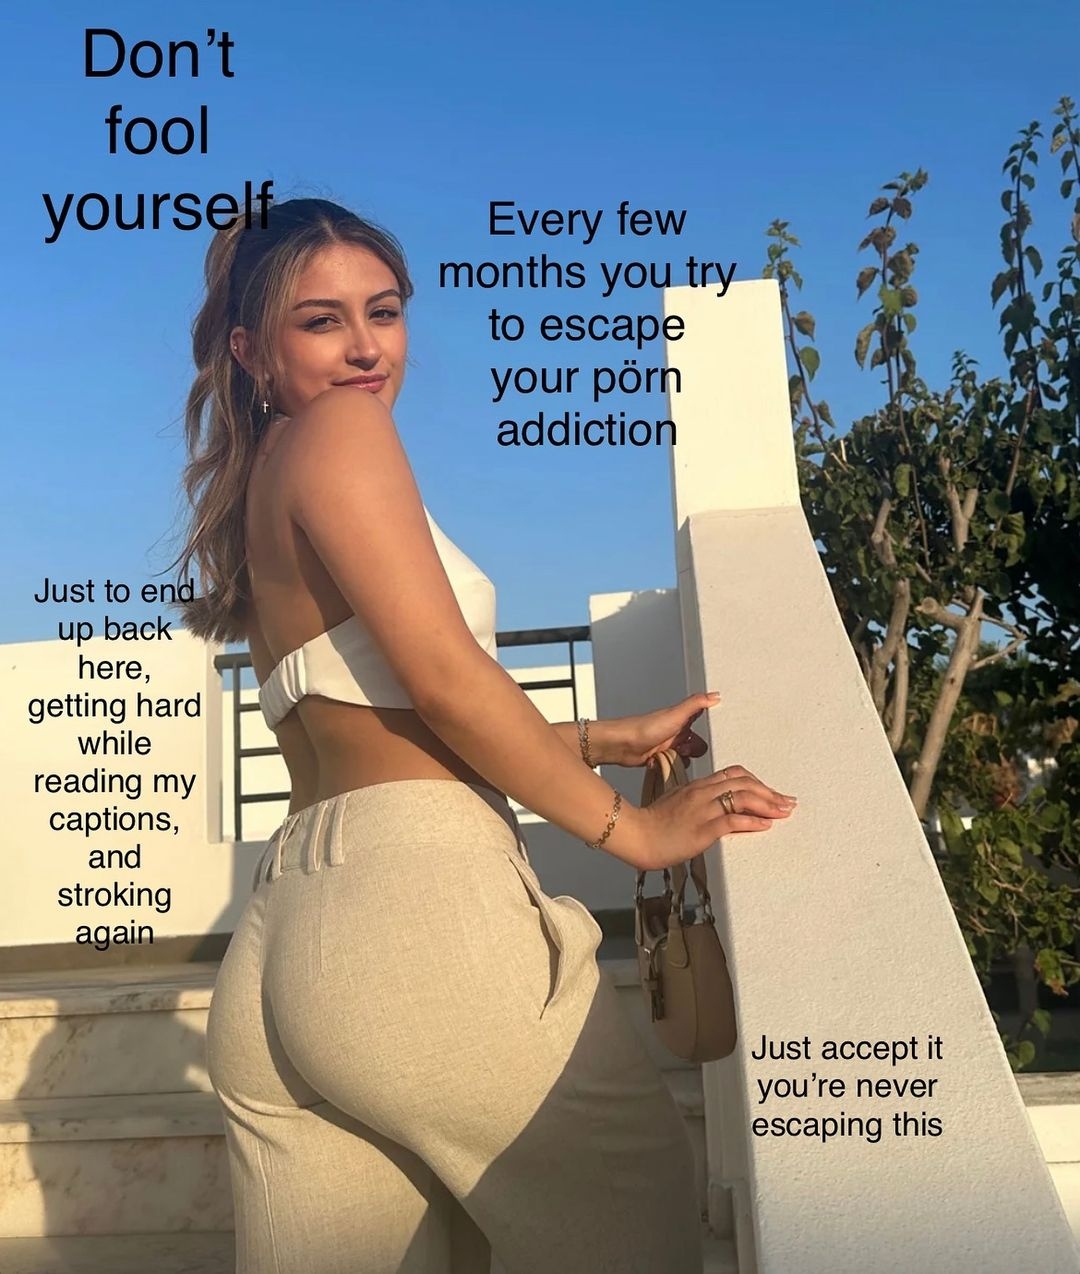 Don’t
fool
yourself
Every few
months you try
to escape
your pörn
addiction
Just to end
up back
here,
getting hard
while
reading my
captions,
and
stroking
again
Just accept it
you’re never
escaping this